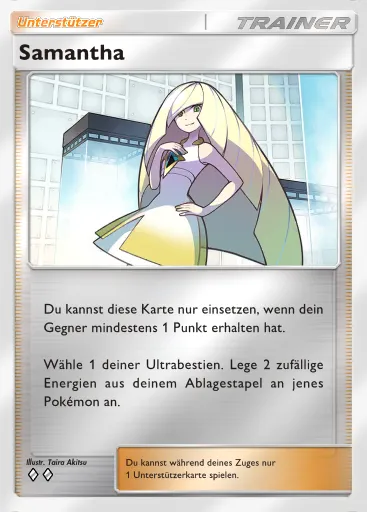 Unterstützer
TRAINER
Samantha
Du kannst diese Karte nur einsetzen, wenn dein
Gegner mindestens 1 Punkt erhalten hat.
Wähle 1 deiner Ultrabestien. Lege 2 zufällige
Energien aus deinem Ablagestapel an jenes
Pokémon an.
Illustr. Taira Akitsu
Du kannst während deines Zuges nur
1 Unterstützerkarte spielen.